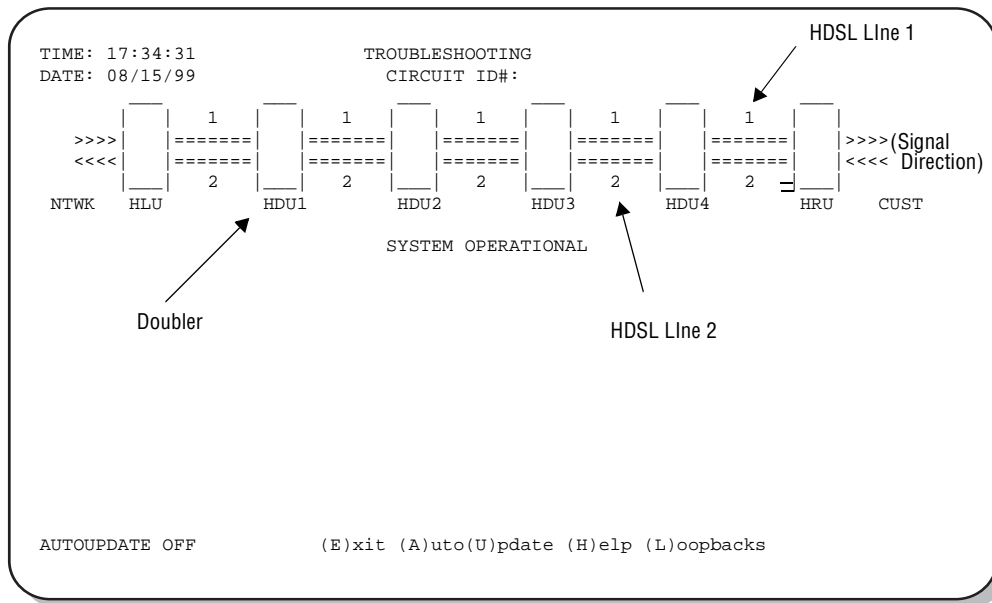 HDSL LIne 1
TIME: 17:34:31 TROUBLESHOOTING
DATE: 08/15/99 CIRCUIT ID#:
1 1 1 1 1
>>>> ======= ======= ======= ======= ======= >>>>(Signal
<<<< ======= ======= ======= ======= ======= <<<< Direction)
2 2 2 2 2
NTWK HLU HDU1 HDU2 HDU3 HDU4 HRU CUST
SYSTEM OPERATIONAL
Doubler HDSL LIne 2
AUTOUPDATE OFF (E)xit (A)uto(U)pdate (H)elp (L)oopbacks